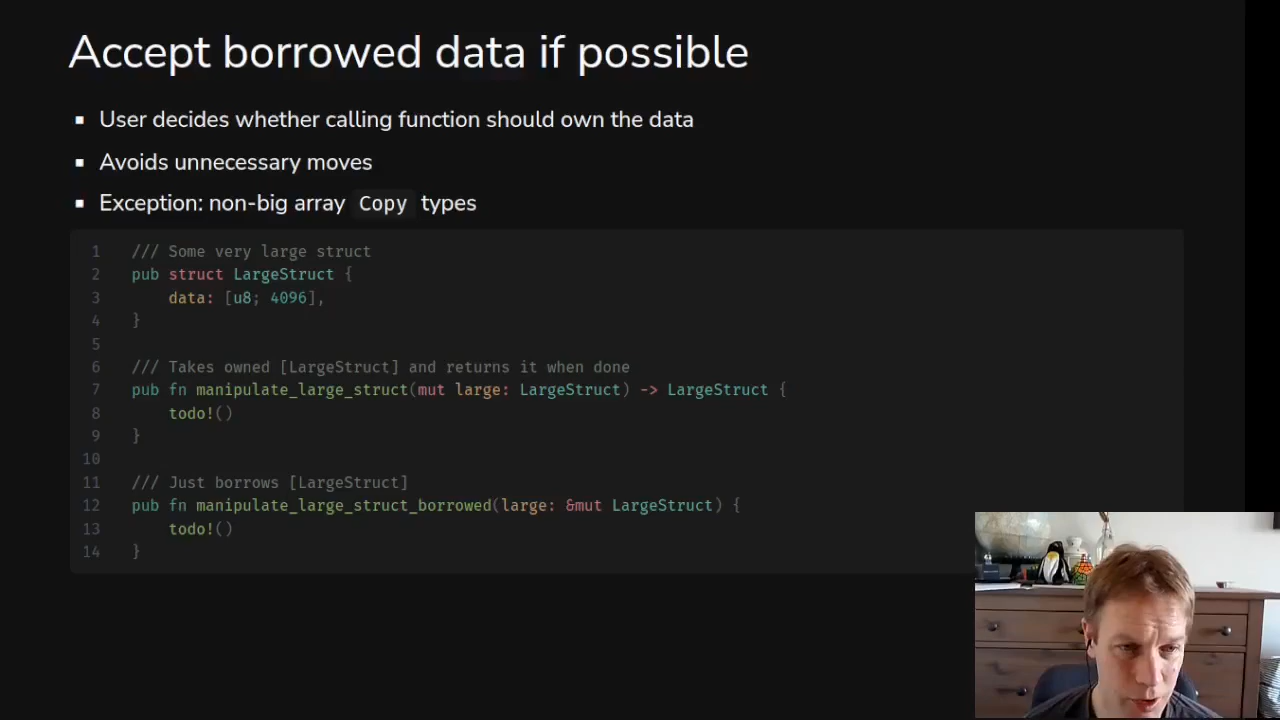 Accept borrowed data if possible
User decides whether calling function should own the data
Avoids unnecessary moves
Exception: non-big array Copy types
1 /// Some very large struct
2 pub struct LargeStruct {
3 data: [u8; 4096],
4 }
5
6 /// Takes owned [LargeStruct] and returns it when done
7 pub fn manipulate_large_struct(mut large: LargeStruct) -> LargeStruct {
8 todo!()
9 }
10
11 /// Just borrows [LargeStruct]
12 pub fn manipulate_large_struct_borrowed(large: &mut LargeStruct) {
13 todo!()
14 }